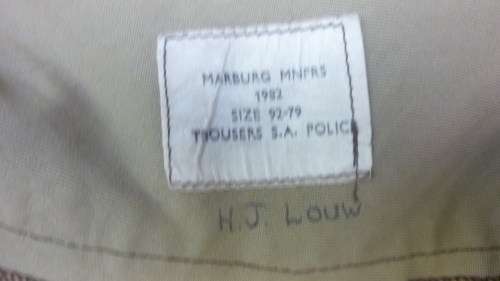 MARBURG MNFRS
1982
SIZE 92-79
TROUSERS S.A. POLICE
H.J. LOUW